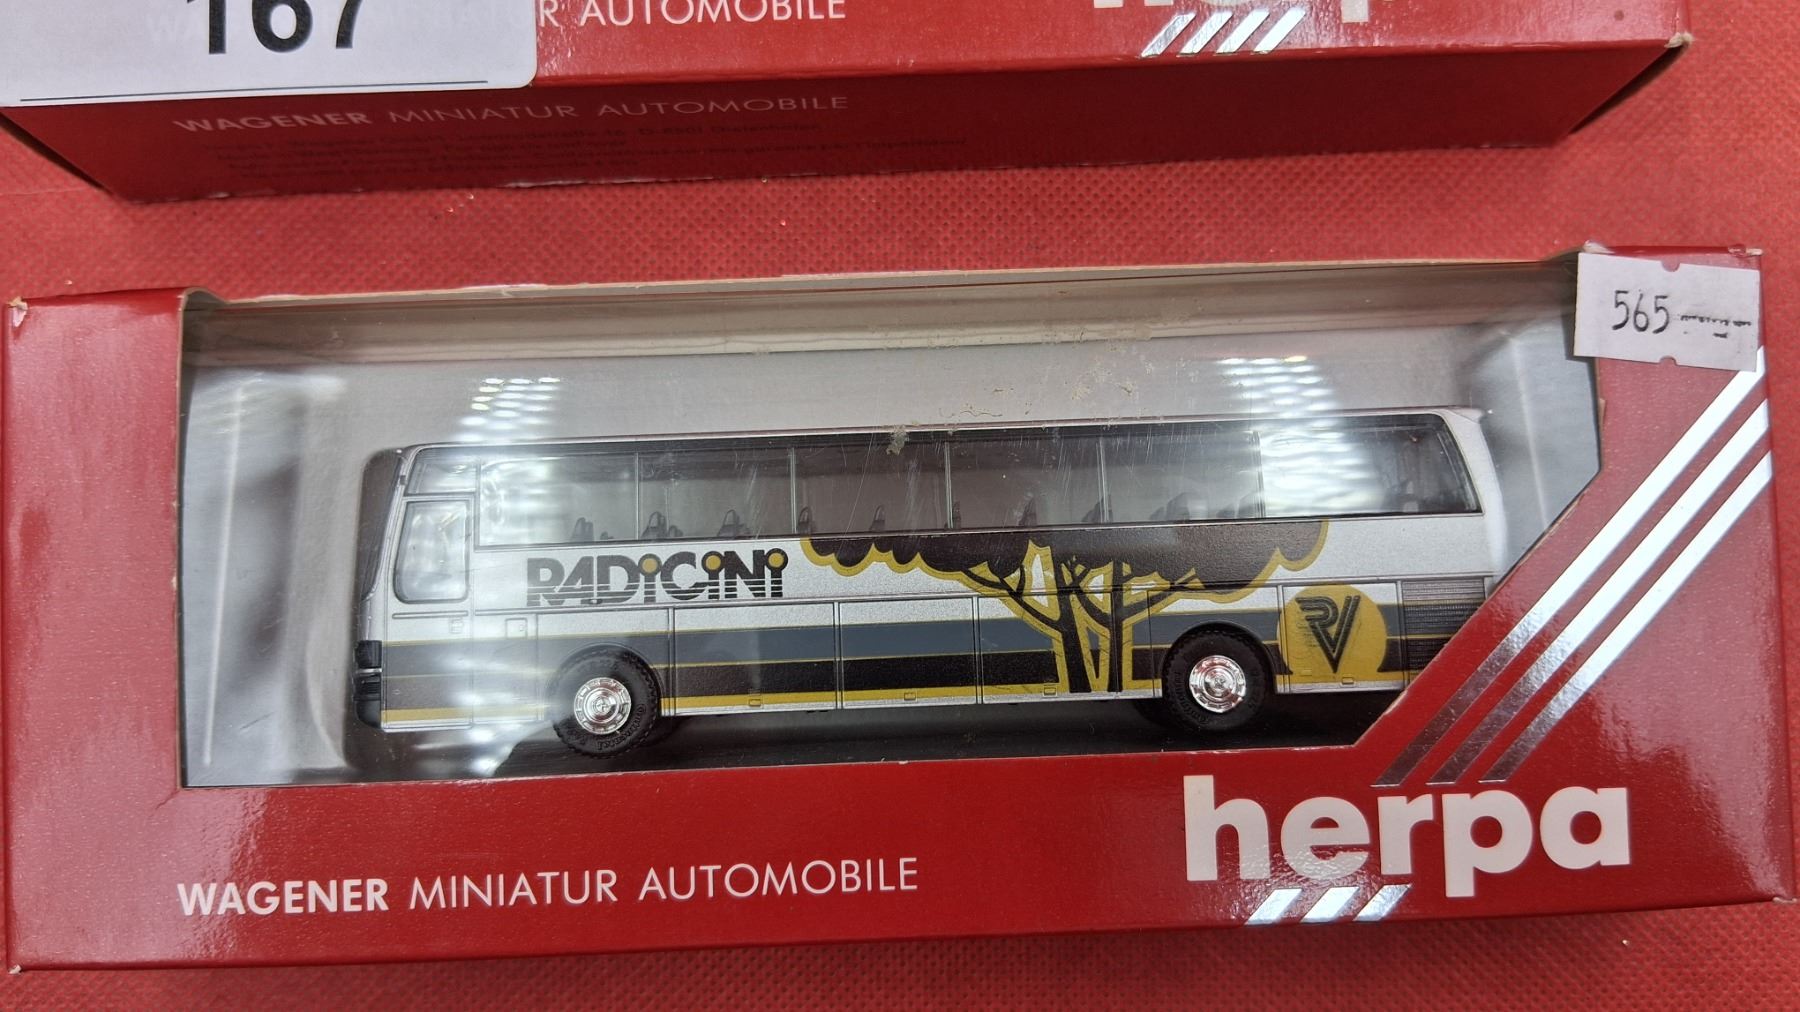 167
R AUTOMOBILE
WAGENER MINIATUR AUTOMOBILE
565
RADiCiNi
RV
herpa
WAGENER MINIATUR AUTOMOBILE